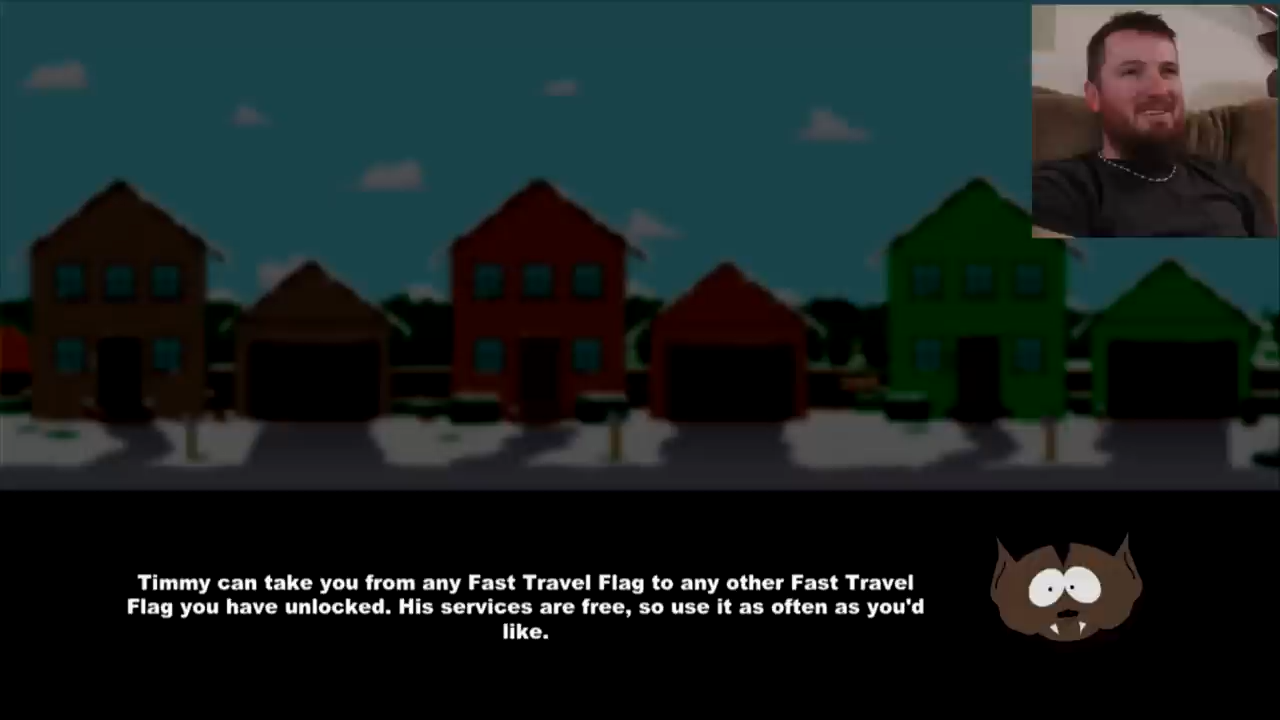 Timmy can take you from any Fast Travel Flag to any other Fast Travel
Flag you have unlocked. His services are free, so use it as often as you'd
like.